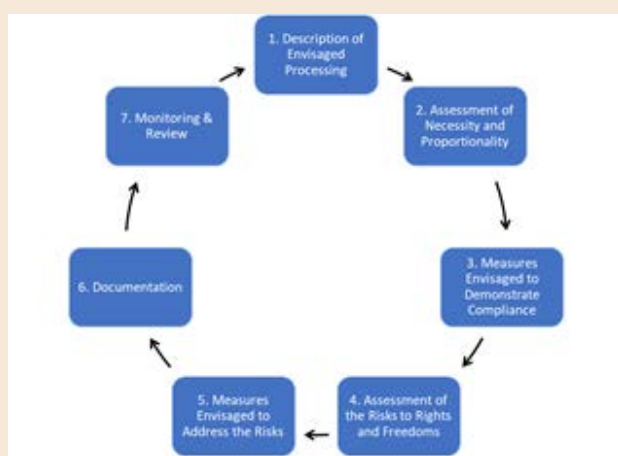 1. Description of
Envisaged
Processing
2. Assessment of
Necessity and
Proportionality
3. Measures
Envisaged to
Demonstrate
Compliance
4. Assessment of
the Risks to Rights
and Freedoms
5. Measures
Envisaged to
Address the Risks
6. Documentation
7. Monitoring &
Review